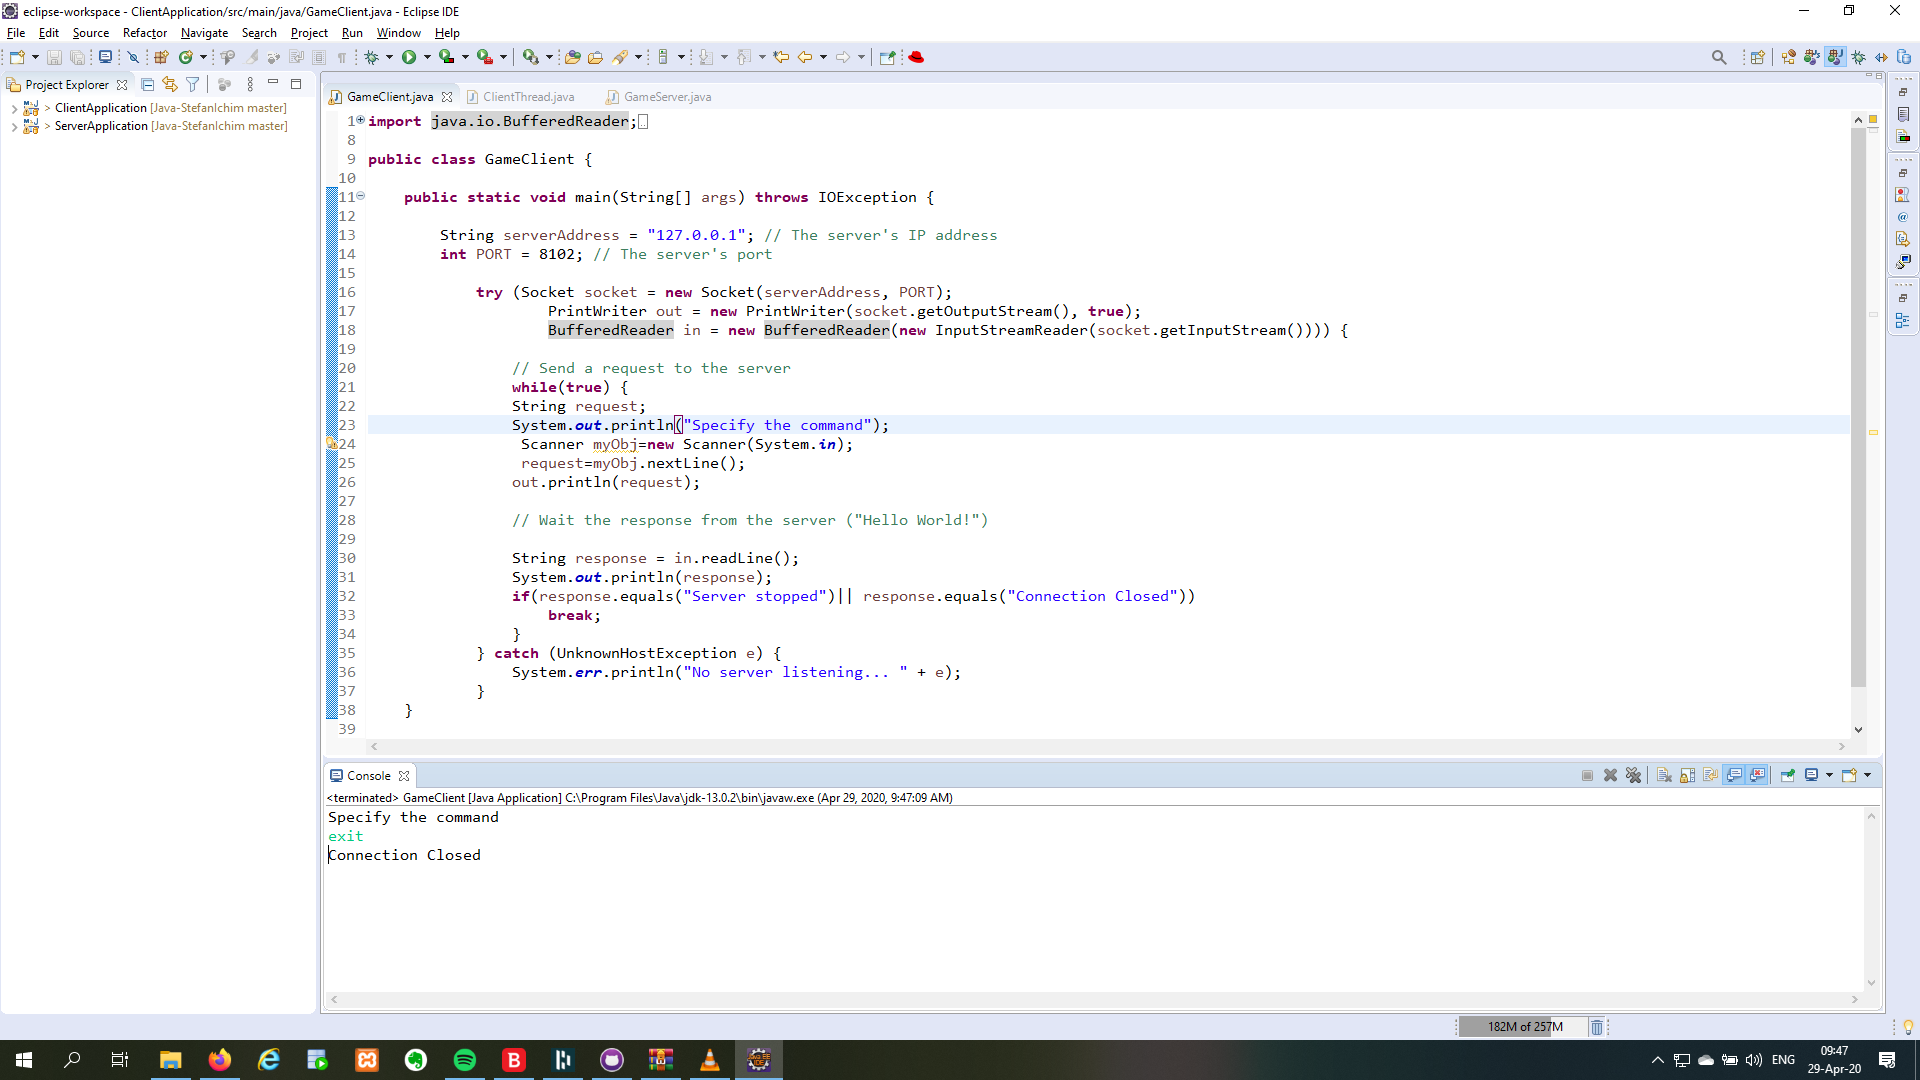 eclipse-workspace - ClientApplication/src/main/java/GameClient.java - Eclipse IDE
File Edit Source Refactor Navigate Search Project Run Window Help
Project Explorer
> ClientApplication [Java-StefanIchim master]
> ServerApplication [Java-StefanIchim master]
GameClient.java ClientThread.java GameServer.java
1 import java.io.BufferedReader;
8
9 public class GameClient {
10
11 public static void main(String[] args) throws IOException {
12
13 String serverAddress = "127.0.0.1"; // The server's IP address
14 int PORT = 8102; // The server's port
15
16 try (Socket socket = new Socket(serverAddress, PORT);
17 PrintWriter out = new PrintWriter(socket.getOutputStream(), true);
18 BufferedReader in = new BufferedReader(new InputStreamReader(socket.getInputStream()))) {
19
20 // Send a request to the server
21 while(true) {
22 String request;
23 System.out.println("Specify the command");
24 Scanner myObj=new Scanner(System.in);
25 request=myObj.nextLine();
26 out.println(request);
27
28 // Wait the response from the server ("Hello World!")
29
30 String response = in.readLine();
31 System.out.println(response);
32 if(response.equals("Server stopped")|| response.equals("Connection Closed"))
33 break;
34 }
35 } catch (UnknownHostException e) {
36 System.err.println("No server listening... " + e);
37 }
38 }
39
Console
<terminated> GameClient [Java Application] C:\Program Files\Java\jdk-13.0.2\bin\javaw.exe (Apr 29, 2020, 9:47:09 AM)
Specify the command
exit
Connection Closed
182M of 257M
ENG
09:47
29-Apr-20